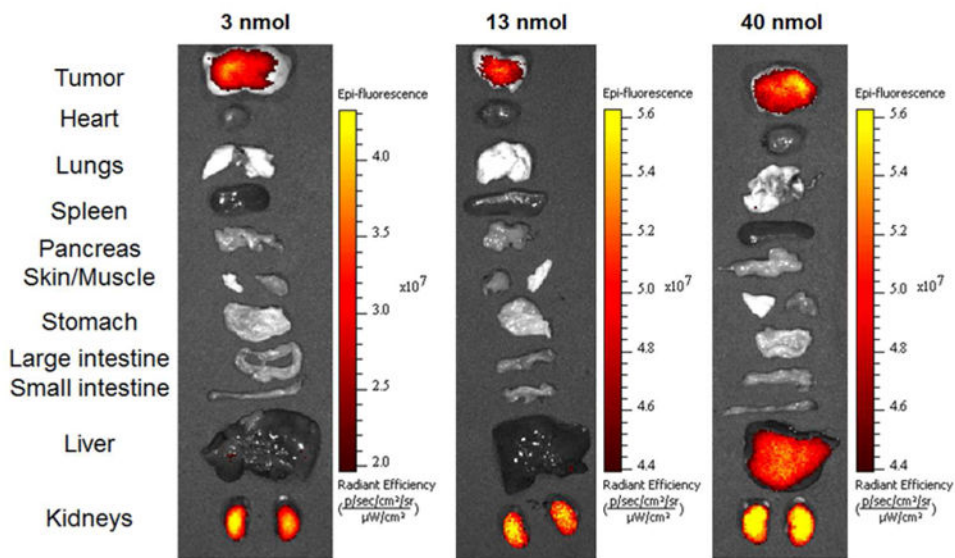 3 nmol
13 nmol
40 nmol
Tumor
Heart
Lungs
Spleen
Pancreas
Skin/Muscle
Stomach
Large intestine
Small intestine
Liver
Kidneys
Epi-fluorescence
4.0
3.0
x10⁷
2.5
2.0
Radiant Efficiency
(p/sec/cm²/sr / µW/cm²)
Epi-fluorescence
5.6
5.4
5.2
5.0
x10⁷
4.8
4.6
4.4
Radiant Efficiency
(p/sec/cm²/sr / µW/cm²)
Epi-fluorescence
5.6
5.4
5.2
5.0
x10⁷
4.8
4.6
4.4
Radiant Efficiency
(p/sec/cm²/sr / µW/cm²)